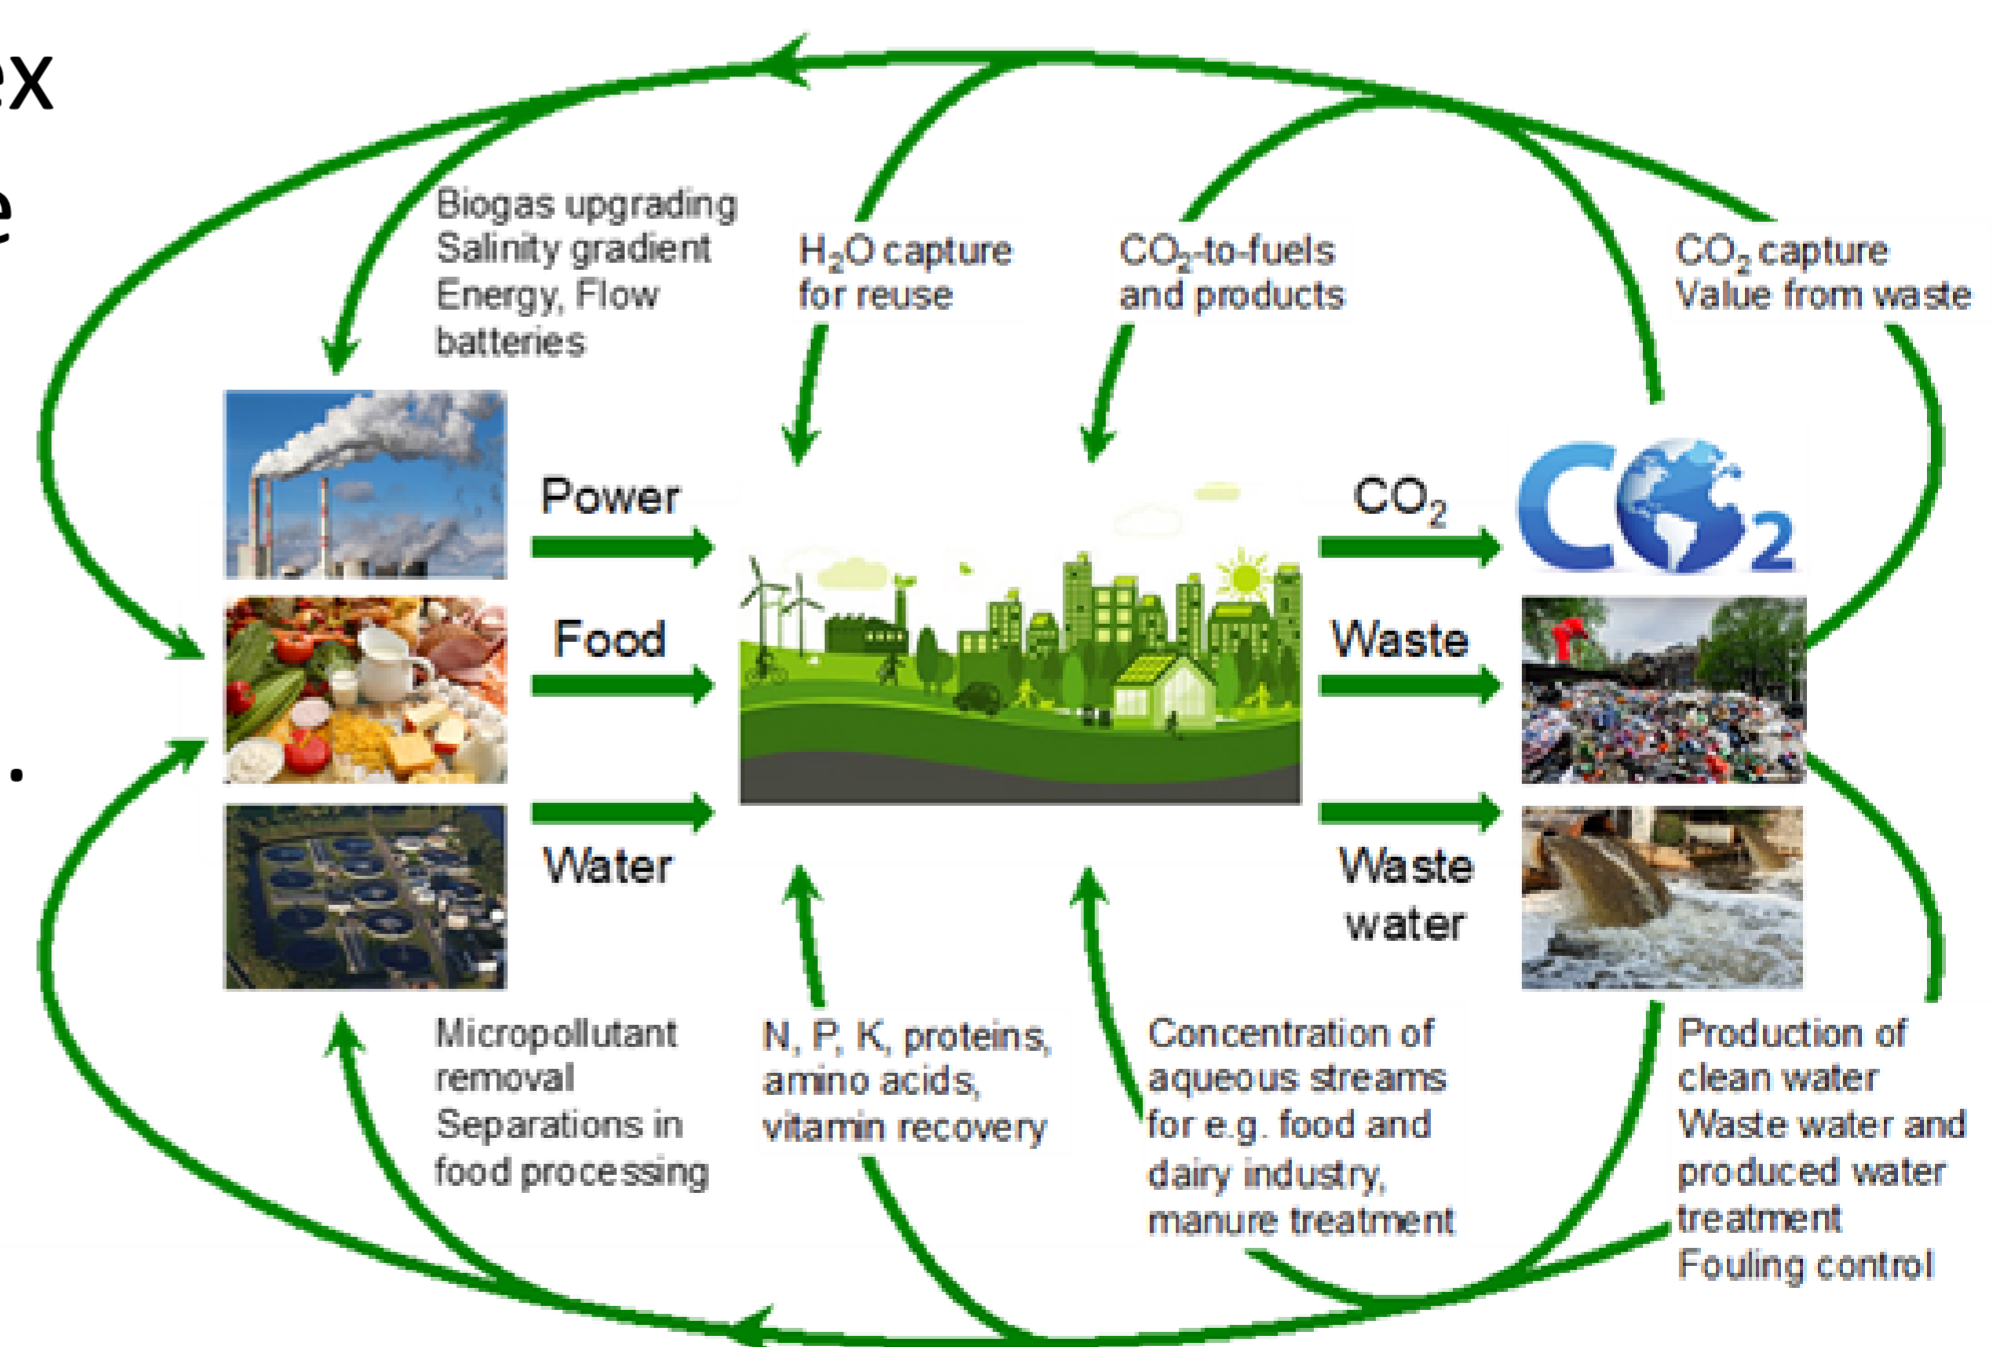 ex
e
.
Biogas upgrading
Salinity gradient
Energy, Flow
batteries
H₂O capture
for reuse
CO₂-to-fuels
and products
CO₂ capture
Value from waste
Power
Food
Water
CO₂
Waste
Waste
water
CO₂
Micropollutant
removal
Separations in
food processing
N, P, K, proteins,
amino acids,
vitamin recovery
Concentration of
aqueous streams
for e.g. food and
dairy industry,
manure treatment
Production of
clean water
Waste water and
produced water
treatment
Fouling control